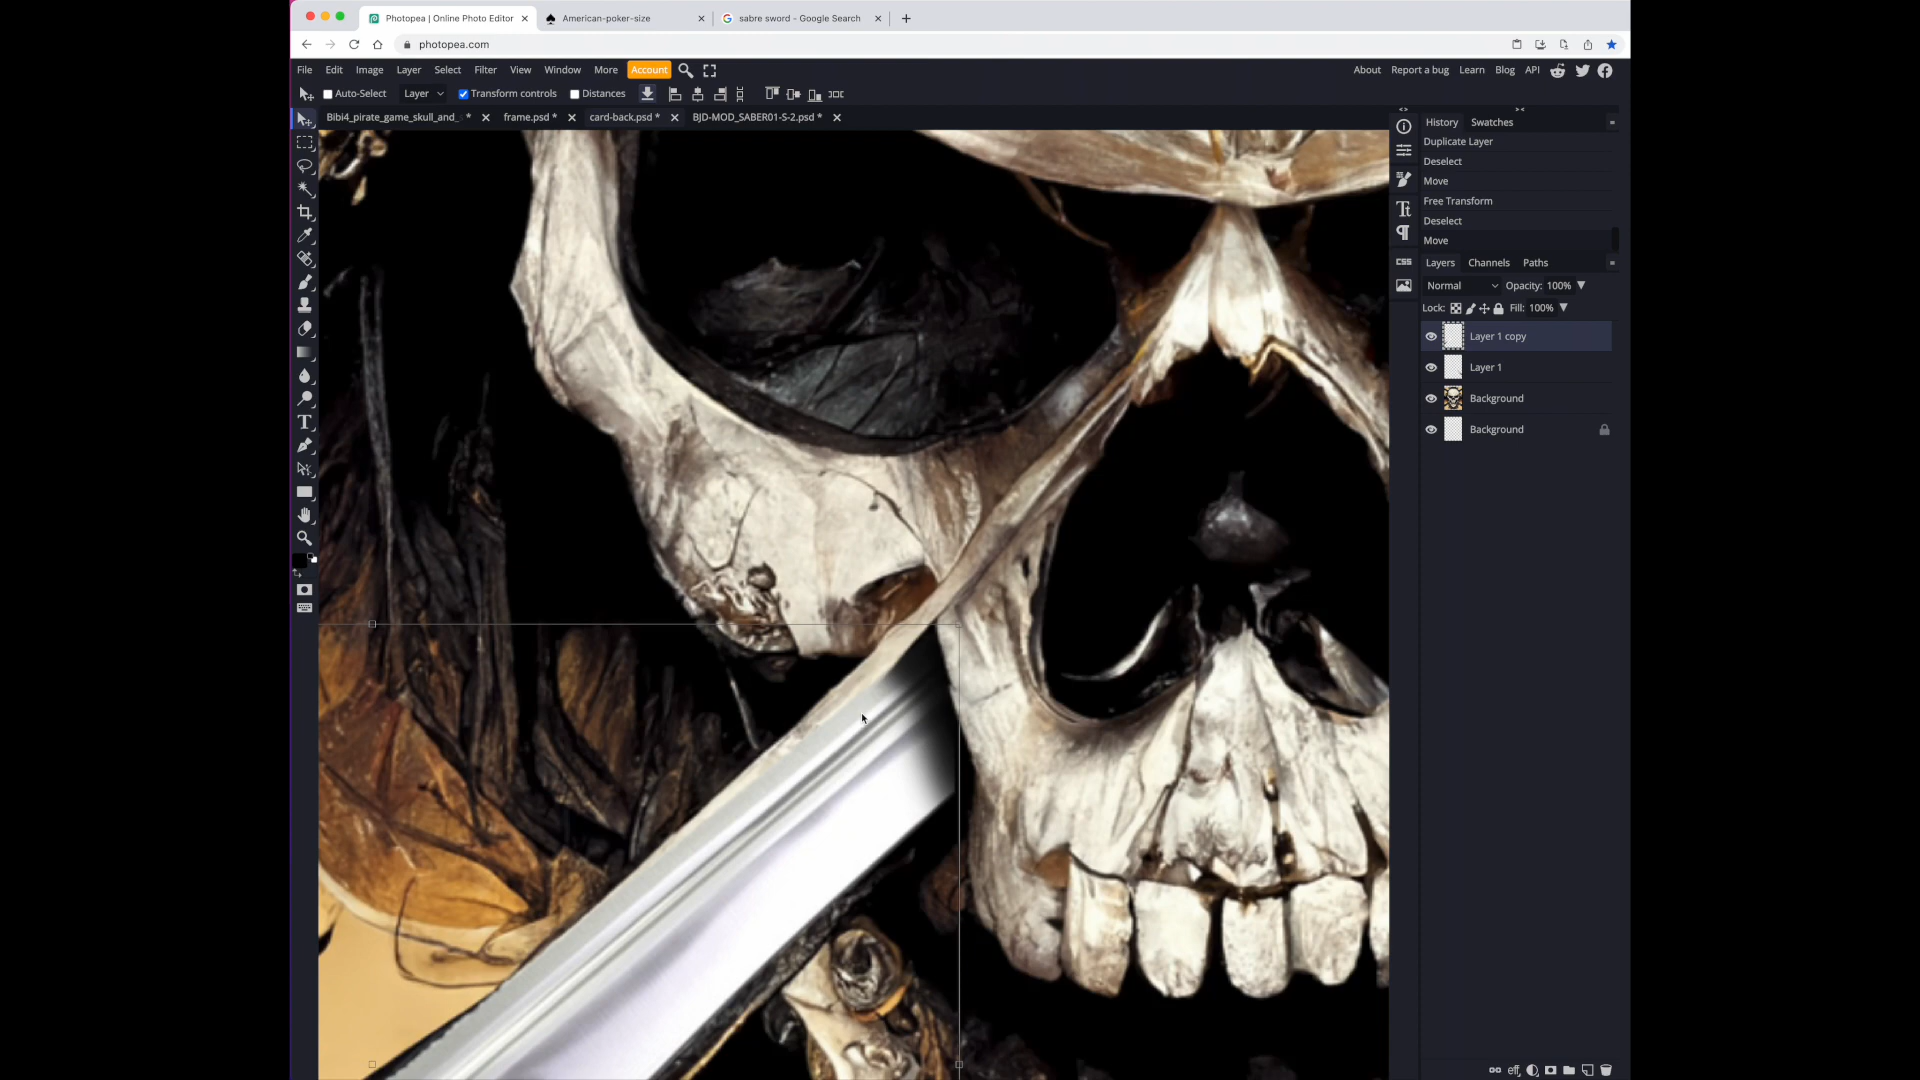 Photopea | Online Photo Editor
American-poker-size
sabre sword - Google Search
photopea.com
File Edit Image Layer Select Filter View Window More Account
About Report a bug Learn Blog API
Auto-Select Layer Transform controls Distances
Bibi4_pirate_game_skull_and_ *
frame.psd *
card-back.psd *
BJD-MOD_SABER01-S-2.psd *
History Swatches
Duplicate Layer
Deselect
Move
Free Transform
Deselect
Move
Layers Channels Paths
Normal Opacity: 100%
Lock: Fill: 100%
Layer 1 copy
Layer 1
Background
Background
CSS
eff